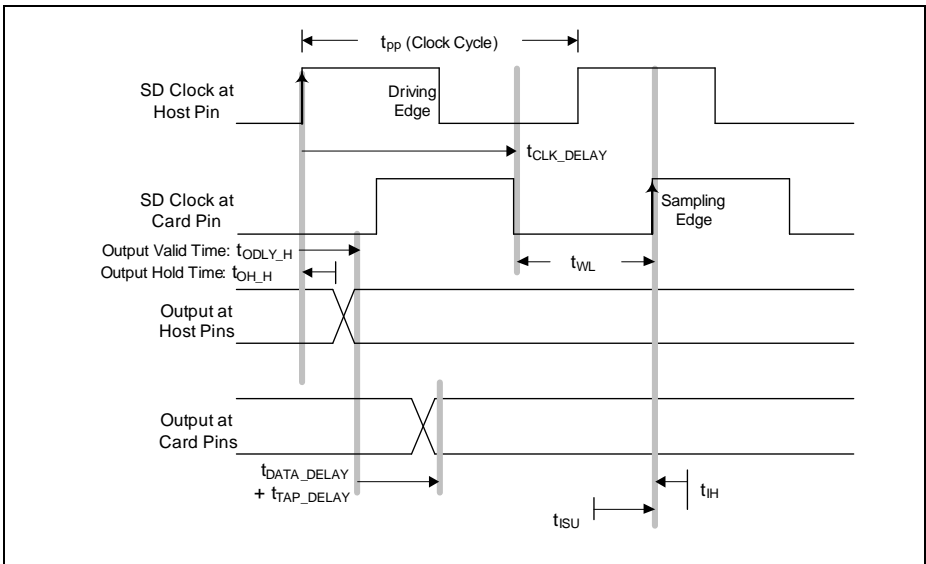 tpp (Clock Cycle)
SD Clock at
Host Pin
Driving
Edge
tCLK_DELAY
SD Clock at
Card Pin
Sampling
Edge
Output Valid Time: tODLY_H
Output Hold Time: tOH_H
tWL
Output at
Host Pins
Output at
Card Pins
tDATA_DELAY
+ tTAP_DELAY
tIH
tISU